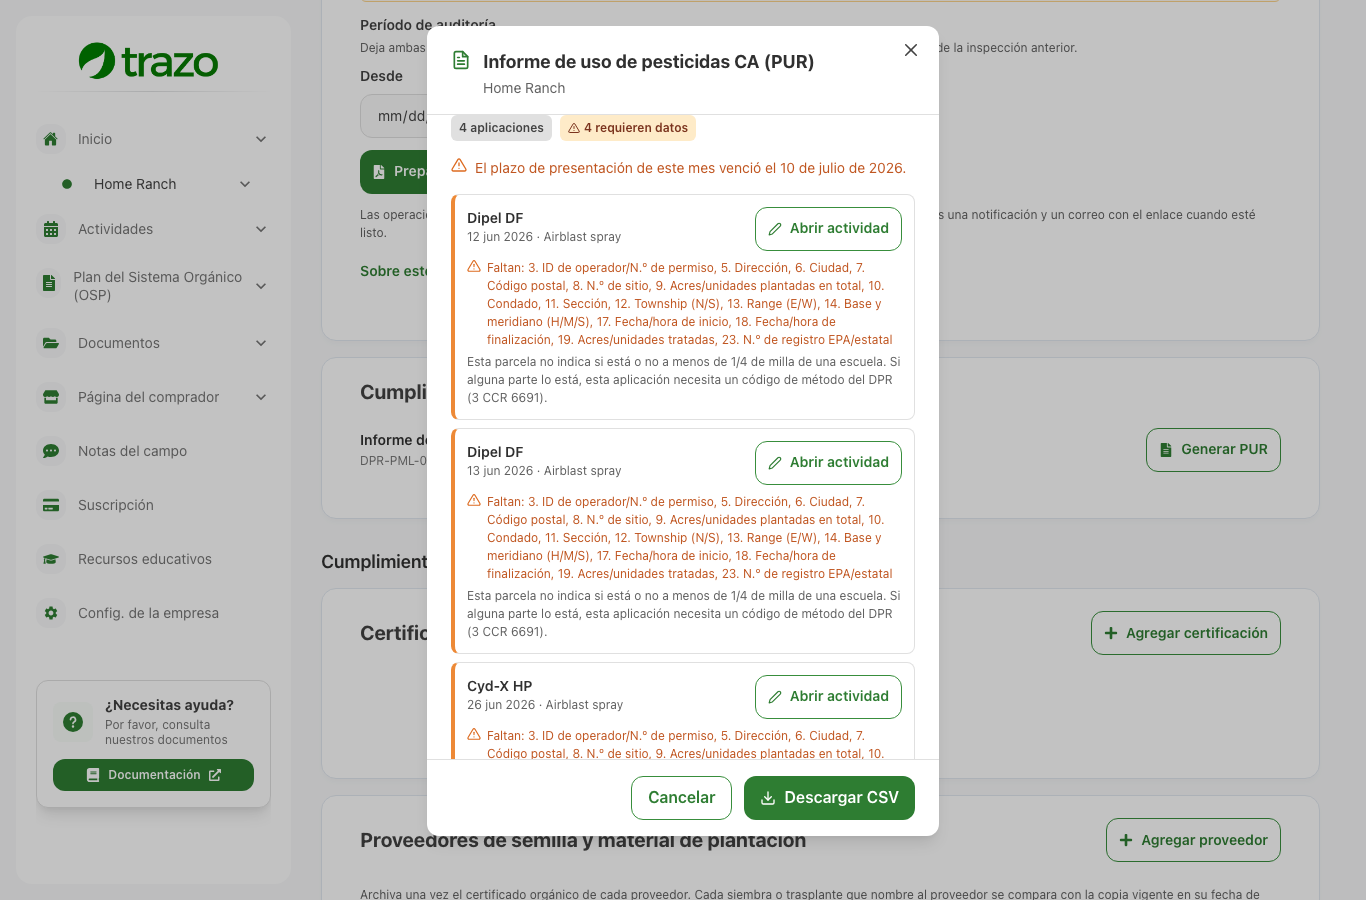 trazo
Inicio
Home Ranch
Actividades
Plan del Sistema Orgánico
(OSP)
Documentos
Página del comprador
Notas del campo
Suscripción
Recursos educativos
Config. de la empresa
¿Necesitas ayuda?
Por favor, consulta
nuestros documentos
Documentación
Período de auditoría
Deja ambas
de la inspección anterior.
Desde
mm/dd
Prep
Las operaci
s una notificación y un correo con el enlace cuando esté
listo.
Sobre est
Cumpli
Informe d
DPR-PML-0
Generar PUR
Cumplimient
Certific
Agregar certificación
Proveedores de semilla y material de plantación
Agregar proveedor
Archiva una vez el certificado orgánico de cada proveedor. Cada siembra o trasplante que nombre al proveedor se compara con la copia vigente en su fecha de
Informe de uso de pesticidas CA (PUR)
Home Ranch
4 aplicaciones
4 requieren datos
El plazo de presentación de este mes venció el 10 de julio de 2026.
Dipel DF
12 jun 2026 · Airblast spray
Abrir actividad
Faltan: 3. ID de operador/N.° de permiso, 5. Dirección, 6. Ciudad, 7.
Código postal, 8. N.° de sitio, 9. Acres/unidades plantadas en total, 10.
Condado, 11. Sección, 12. Township (N/S), 13. Range (E/W), 14. Base y
meridiano (H/M/S), 17. Fecha/hora de inicio, 18. Fecha/hora de
finalización, 19. Acres/unidades tratadas, 23. N.° de registro EPA/estatal
Esta parcela no indica si está o no a menos de 1/4 de milla de una escuela. Si
alguna parte lo está, esta aplicación necesita un código de método del DPR
(3 CCR 6691).
Dipel DF
13 jun 2026 · Airblast spray
Abrir actividad
Faltan: 3. ID de operador/N.° de permiso, 5. Dirección, 6. Ciudad, 7.
Código postal, 8. N.° de sitio, 9. Acres/unidades plantadas en total, 10.
Condado, 11. Sección, 12. Township (N/S), 13. Range (E/W), 14. Base y
meridiano (H/M/S), 17. Fecha/hora de inicio, 18. Fecha/hora de
finalización, 19. Acres/unidades tratadas, 23. N.° de registro EPA/estatal
Esta parcela no indica si está o no a menos de 1/4 de milla de una escuela. Si
alguna parte lo está, esta aplicación necesita un código de método del DPR
(3 CCR 6691).
Cyd-X HP
26 jun 2026 · Airblast spray
Abrir actividad
Faltan: 3. ID de operador/N.° de permiso, 5. Dirección, 6. Ciudad, 7.
Código postal, 8. N.° de sitio, 9. Acres/unidades plantadas en total, 10.
Cancelar
Descargar CSV